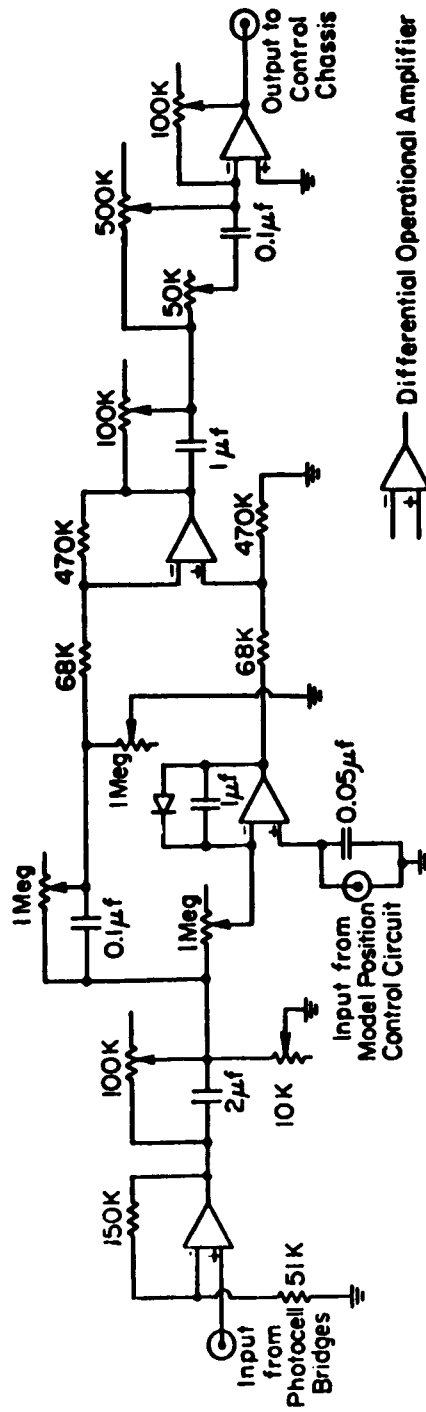 Input
from
Photocell
Bridges
51K
150K
100K
2μf
10K
1Meg
0.1μf
1Meg
1Meg
Input from
Model Position
Control Circuit
0.05μf
1μf
68K
68K
470K
470K
100K
1μf
50K
500K
0.1μf
100K
Output to
Control
Chassis
Differential Operational Amplifier
-
+
-
+
-
+
-
+
+